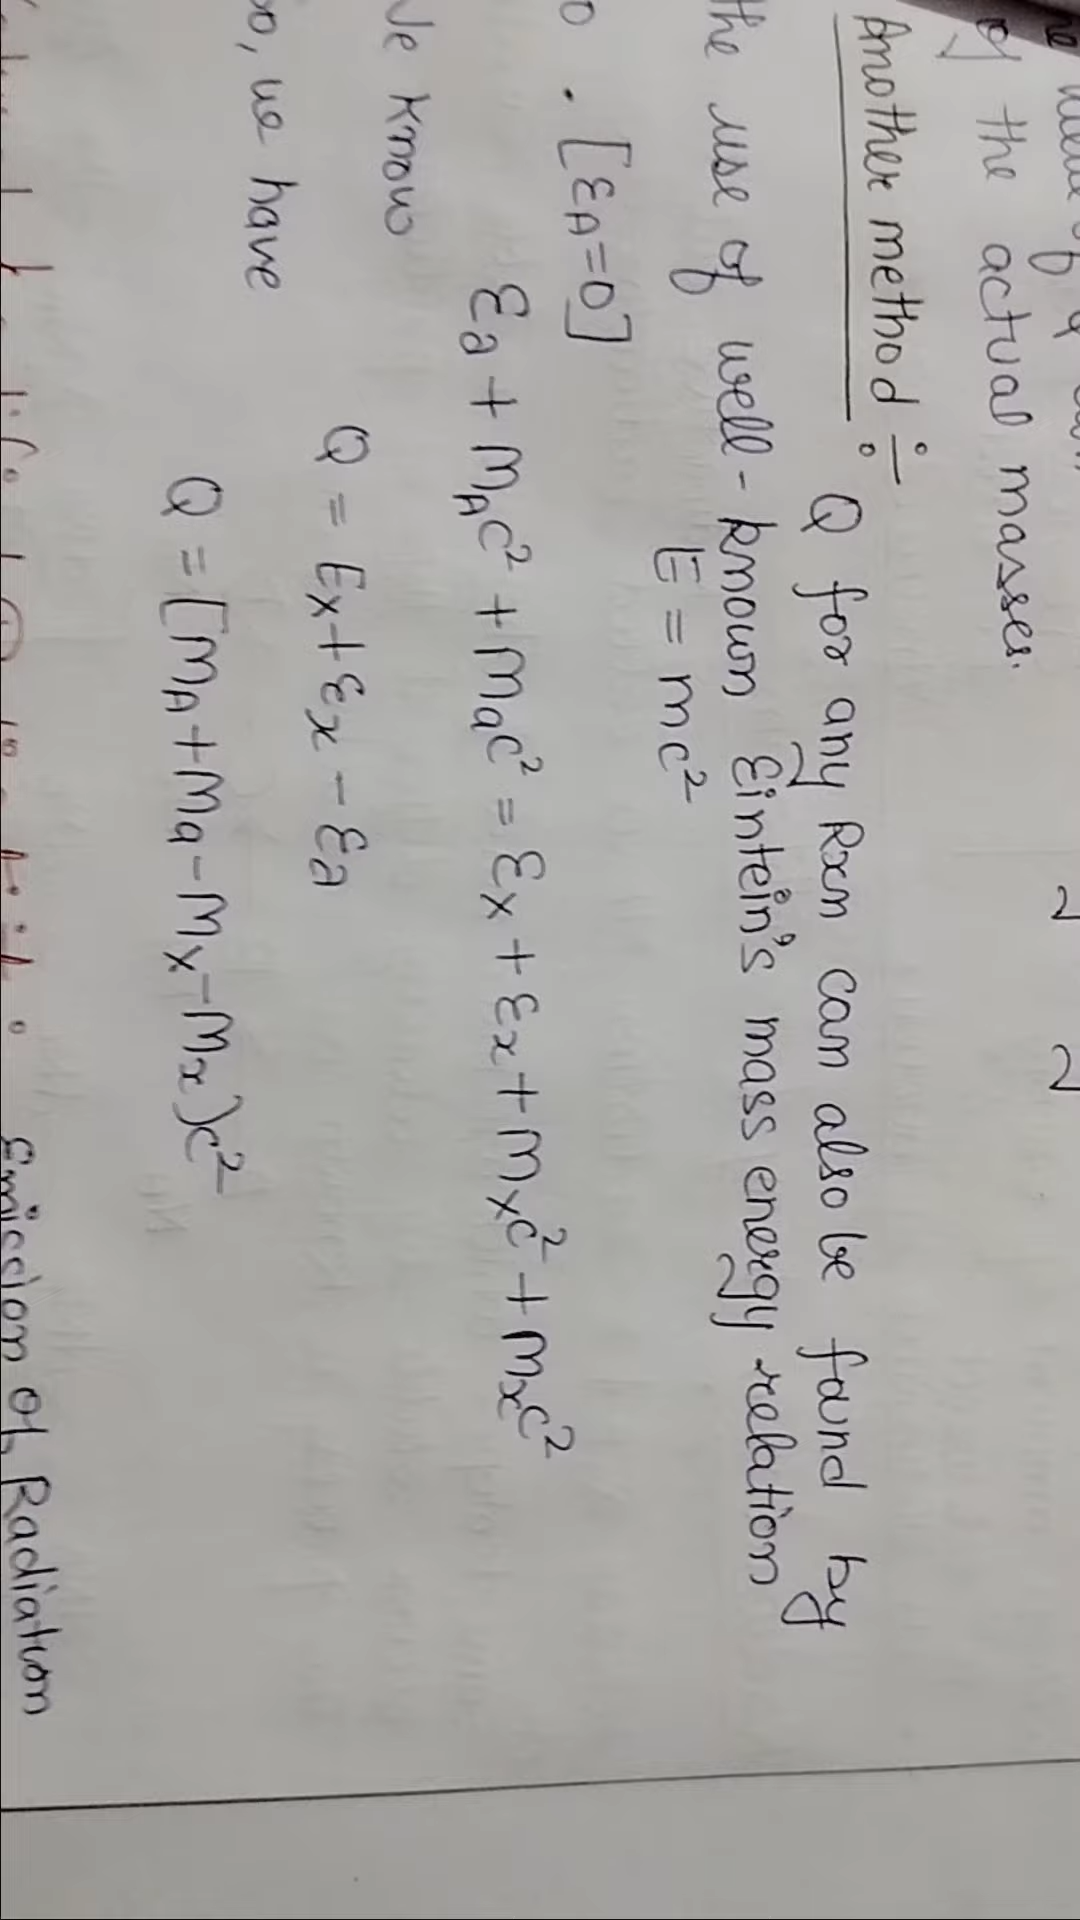 of the actual masses.
Another method ÷ Q for any Rxn can also be found by
the use of well-known Eintein's mass energy relation
E = mc²
[EA=0]
Ea + mAc² + mac² = Ex + Ex + mxc² + mxc²
We know
Q = Ex + Ex - Ea
so, we have
Q = [mA + ma - mx - mx)c²
Emission of Radiation